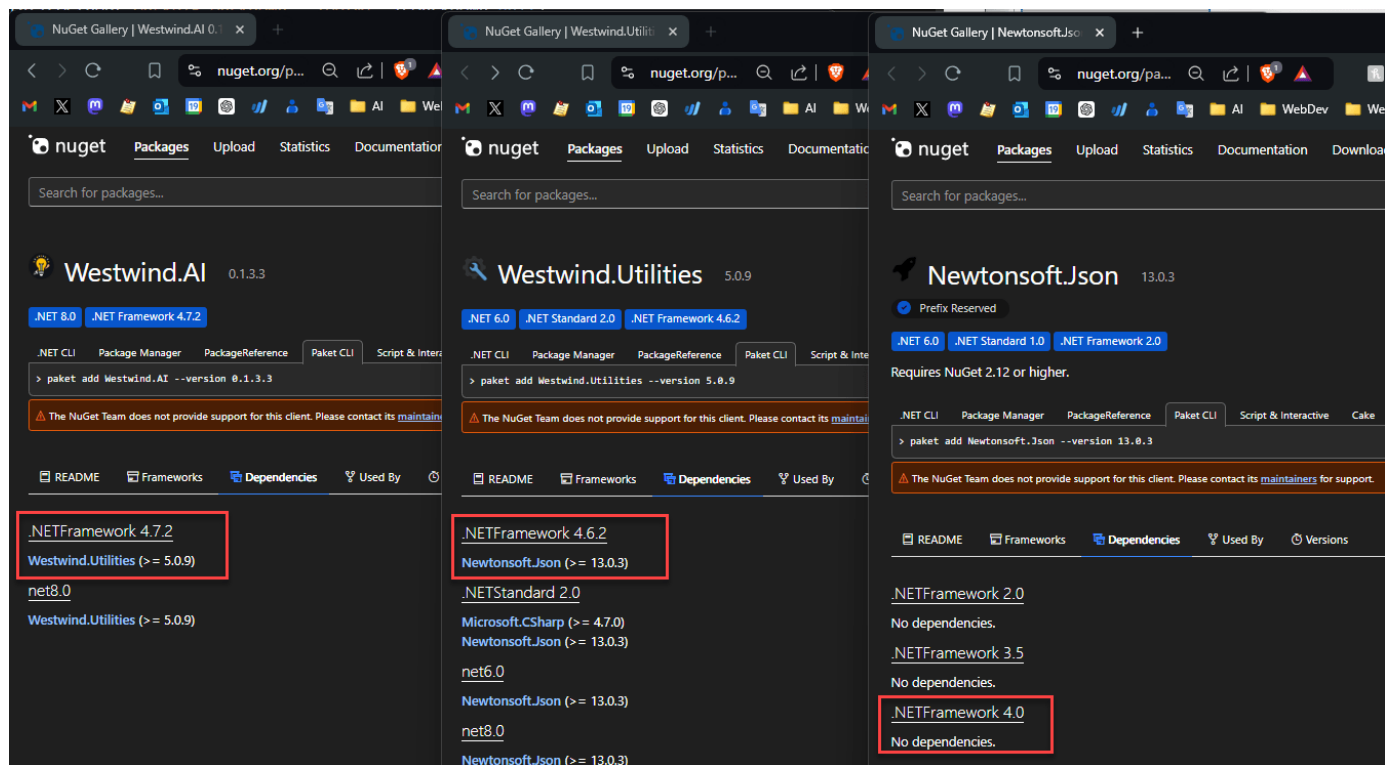 NuGet Gallery | Westwind.AI 0.1
nuget.org/p...
AI
We
nuget
Packages
Upload
Statistics
Documentation
Search for packages...
Westwind.AI 0.1.3.3
.NET 8.0
.NET Framework 4.7.2
.NET CLI
Package Manager
PackageReference
Paket CLI
Script & Intera
> paket add Westwind.AI --version 0.1.3.3
The NuGet Team does not provide support for this client. Please contact its maintain
README
Frameworks
Dependencies
Used By
.NETFramework 4.7.2
Westwind.Utilities (>= 5.0.9)
net8.0
Westwind.Utilities (>= 5.0.9)
NuGet Gallery | Westwind.Utiliti
nuget.org/p...
19
AI
We
nuget
Packages
Upload
Statistics
Documentatic
Search for packages...
Westwind.Utilities 5.0.9
.NET 6.0
.NET Standard 2.0
.NET Framework 4.6.2
.NET CLI
Package Manager
PackageReference
Paket CLI
Script & Inte
> paket add Westwind.Utilities --version 5.0.9
The NuGet Team does not provide support for this client. Please contact its maintai
README
Frameworks
Dependencies
Used By
.NETFramework 4.6.2
Newtonsoft.Json (>= 13.0.3)
.NETStandard 2.0
Microsoft.CSharp (>= 4.7.0)
Newtonsoft.Json (>= 13.0.3)
net6.0
Newtonsoft.Json (>= 13.0.3)
net8.0
Newtonsoft.Json (>= 13.0.3)
NuGet Gallery | Newtonsoft.Jso
nuget.org/pa...
19
AI
WebDev
We
nuget
Packages
Upload
Statistics
Documentation
Downloa
Search for packages...
Newtonsoft.Json 13.0.3
Prefix Reserved
.NET 6.0
.NET Standard 1.0
.NET Framework 2.0
Requires NuGet 2.12 or higher.
.NET CLI
Package Manager
PackageReference
Paket CLI
Script & Interactive
Cake
> paket add Newtonsoft.Json --version 13.0.3
The NuGet Team does not provide support for this client. Please contact its maintainers for support.
README
Frameworks
Dependencies
Used By
Versions
.NETFramework 2.0
No dependencies.
.NETFramework 3.5
No dependencies.
.NETFramework 4.0
No dependencies.